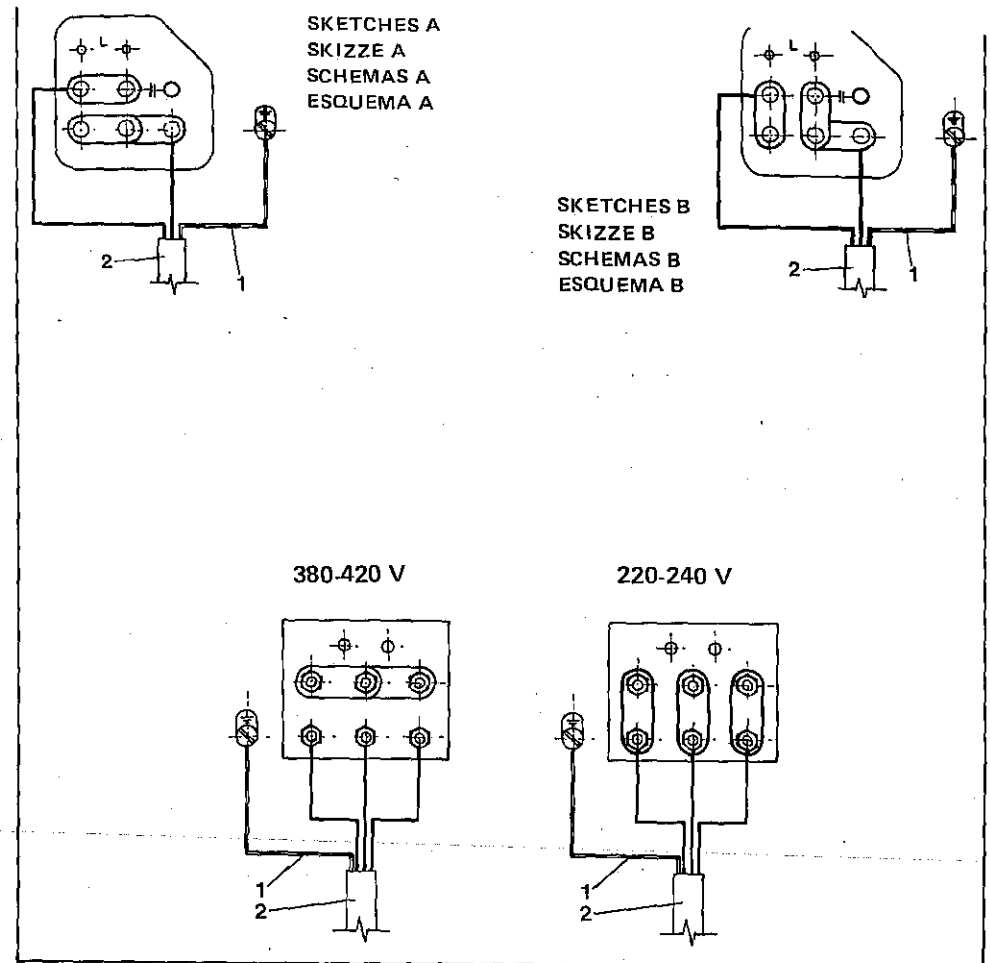 SKETCHES A
SKIZZE A
SCHEMAS A
ESQUEMA A
L
2
1
L
SKETCHES B
SKIZZE B
SCHEMAS B
ESQUEMA B
2
1
380-420 V
220-240 V
1
2
1
2